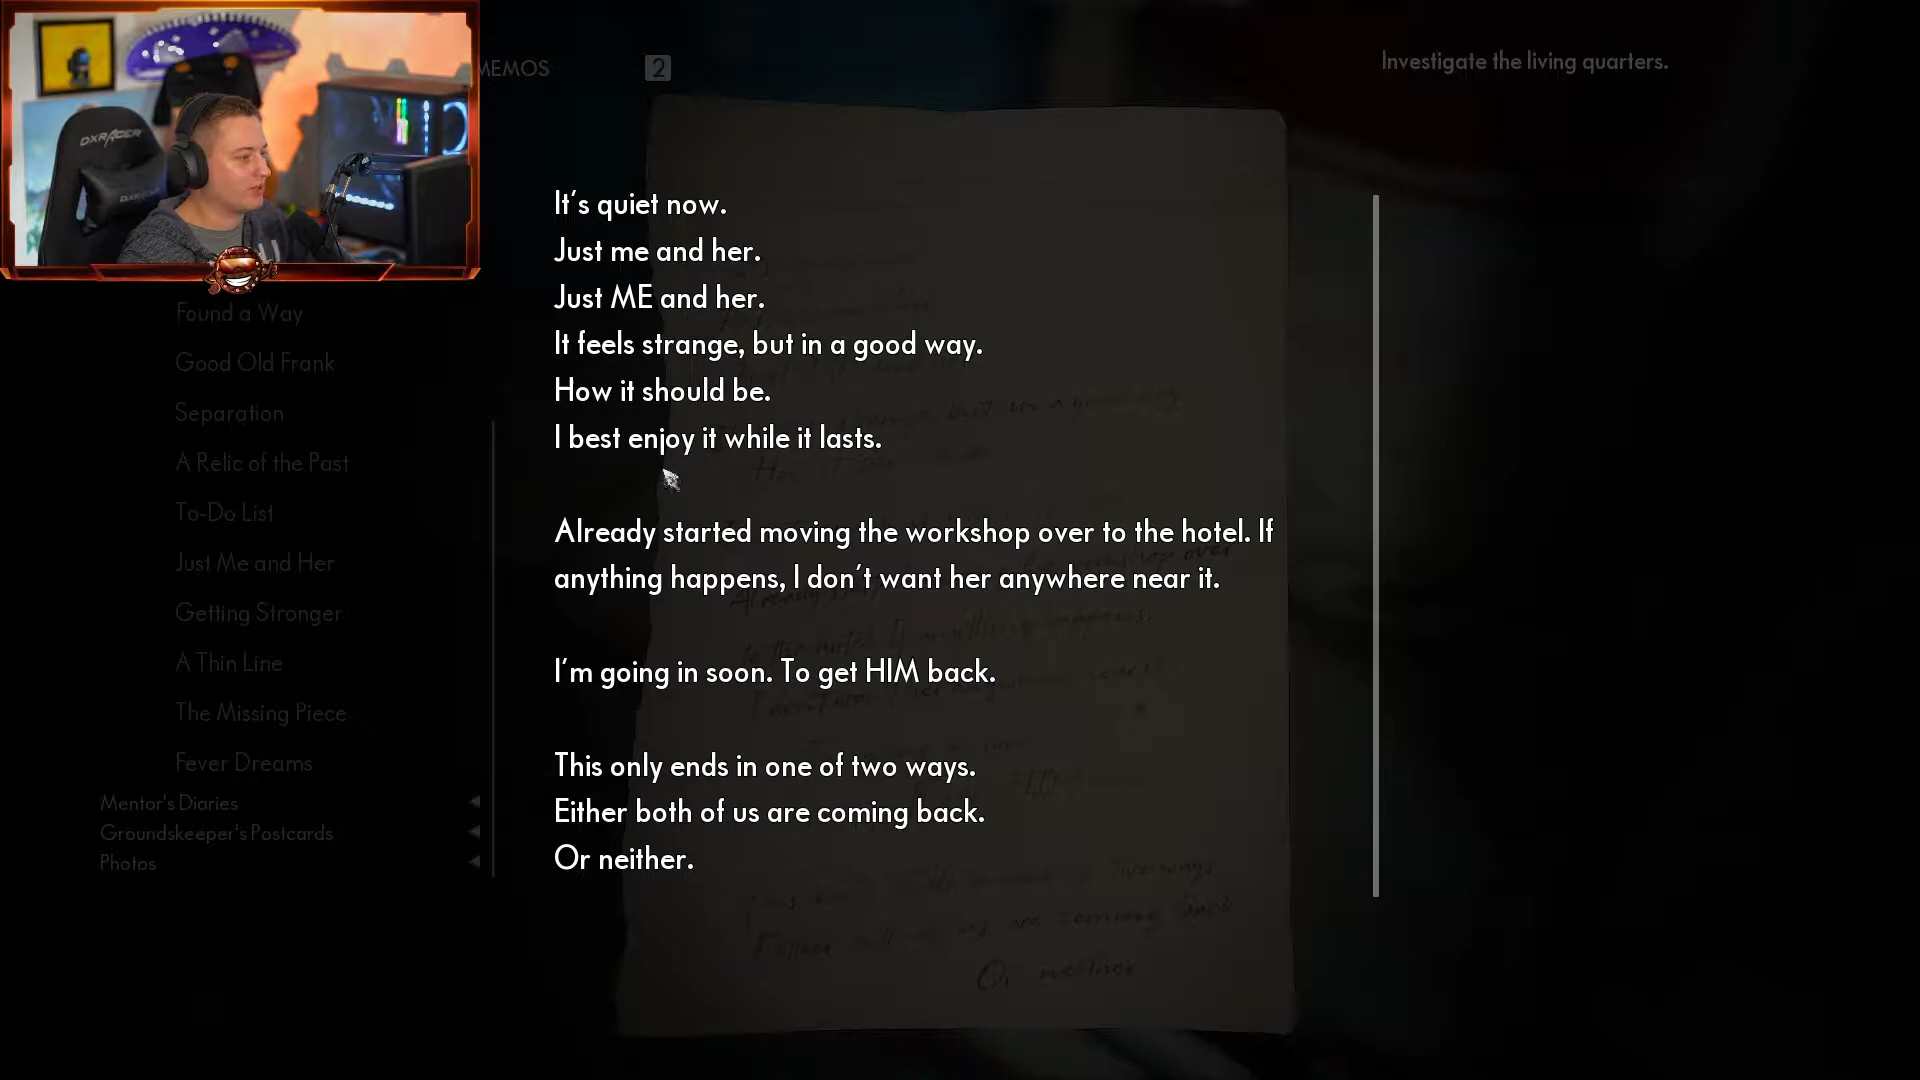 DXRACER
MEMOS
2
Investigate the living quarters.
It's quiet now.
Just me and her.
Just ME and her.
It feels strange, but in a good way.
How it should be.
I best enjoy it while it lasts.
Already started moving the workshop over to the hotel. If
anything happens, I don't want her anywhere near it.
I'm going in soon. To get HIM back.
This only ends in one of two ways.
Either both of us are coming back.
Or neither.
Found a Way
Good Old Frank
Separation
A Relic of the Past
To-Do List
Just Me and Her
Getting Stronger
A Thin Line
The Missing Piece
Fever Dreams
Mentor's Diaries
Groundskeeper's Postcards
Photos